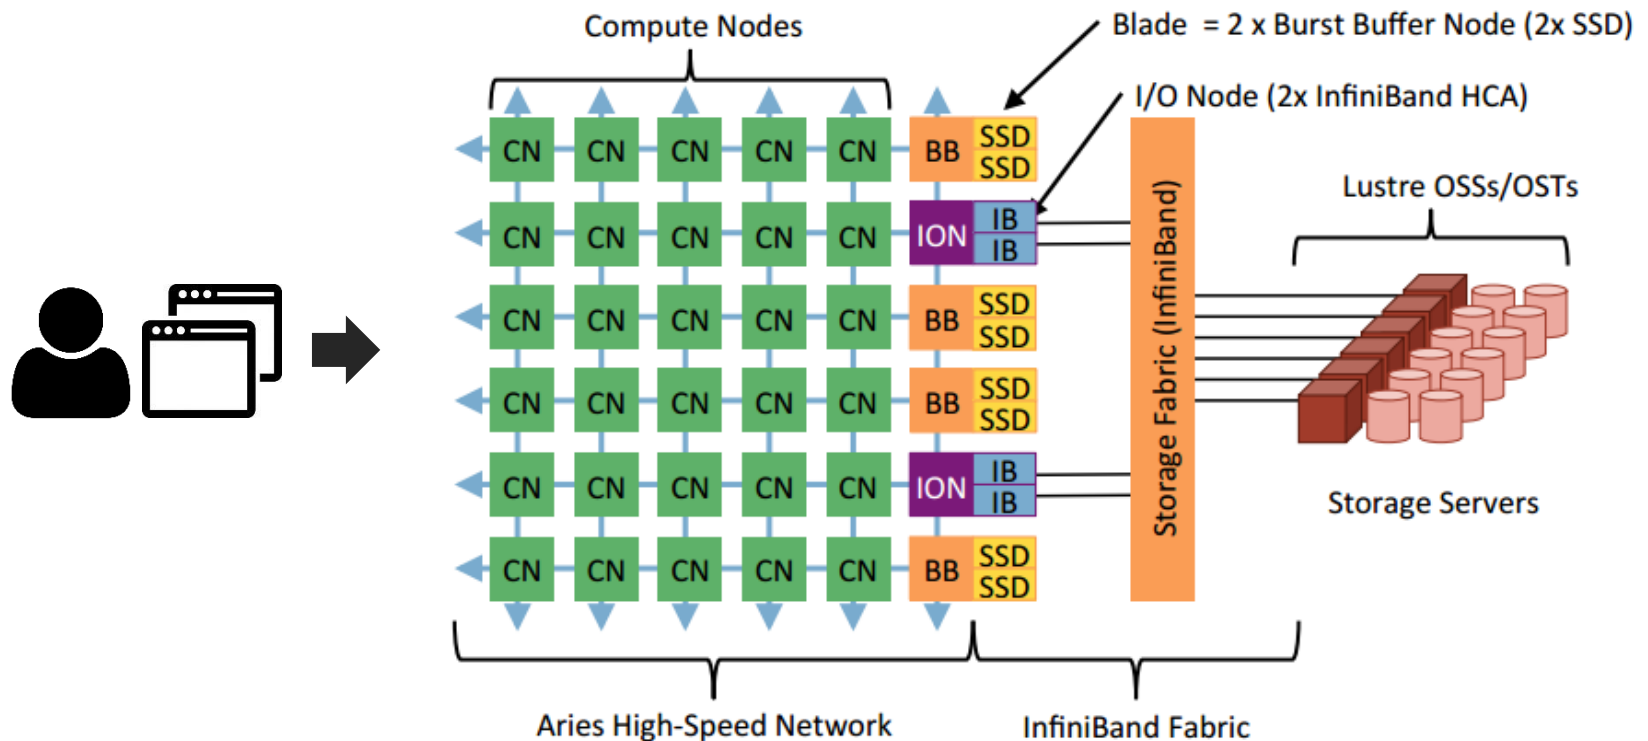 Compute Nodes
Blade = 2 x Burst Buffer Node (2x SSD)
I/O Node (2x InfiniBand HCA)
CN CN CN CN CN BB SSD
SSD
CN CN CN CN CN ION IB
IB
CN CN CN CN CN BB SSD
SSD
CN CN CN CN CN BB SSD
SSD
CN CN CN CN CN ION IB
IB
CN CN CN CN CN BB SSD
SSD
Storage Fabric (InfiniBand)
Lustre OSSs/OSTs
Storage Servers
Aries High-Speed Network
InfiniBand Fabric